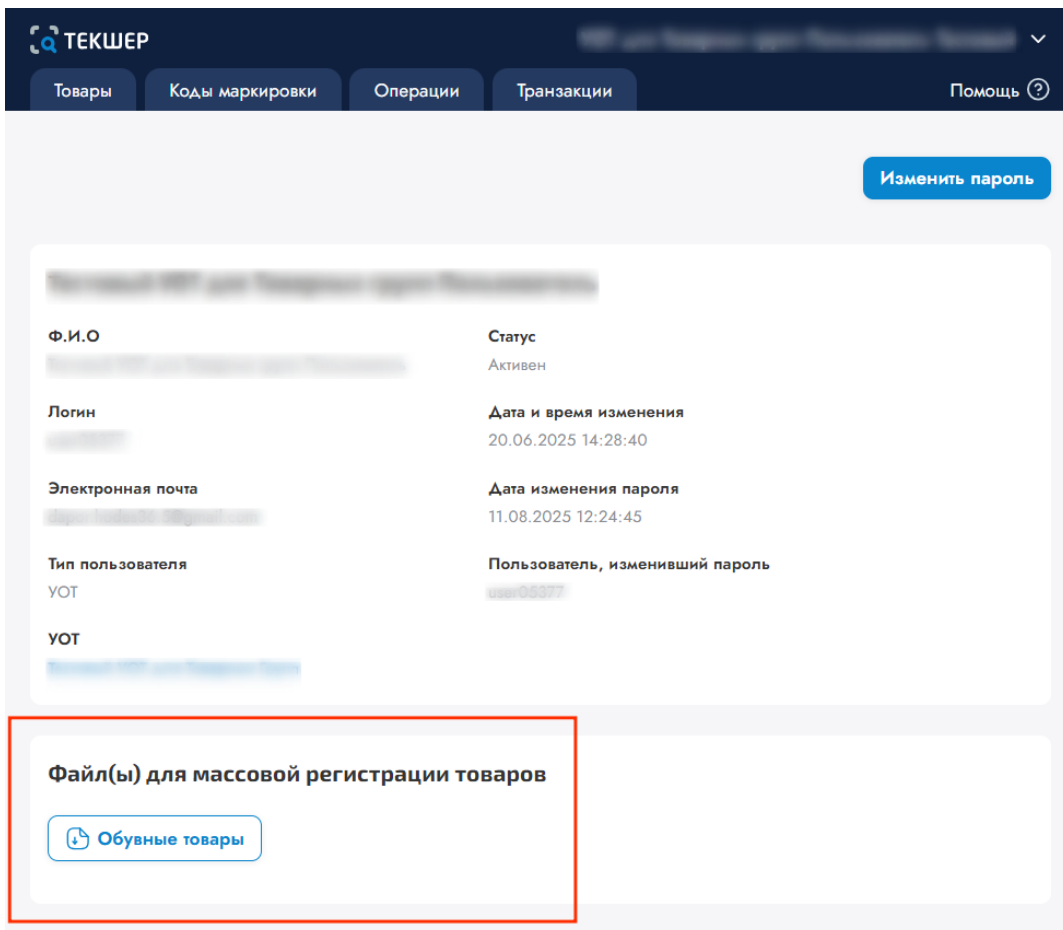 ТЕКШЕР
Товары
Коды маркировки
Операции
Транзакции
Помощь
Изменить пароль
Ф.И.О
Статус
Активен
Логин
Дата и время изменения
20.06.2025 14:28:40
Электронная почта
Дата изменения пароля
11.08.2025 12:24:45
Тип пользователя
УОТ
Пользователь, изменивший пароль
УОТ
Файл(ы) для массовой регистрации товаров
Обувные товары